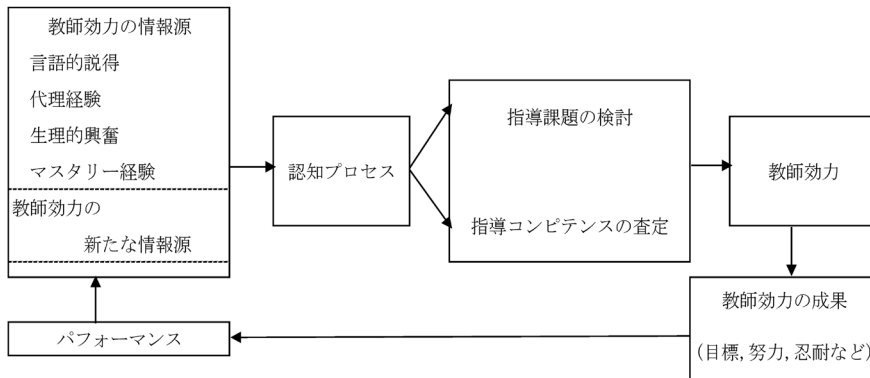 教師効力の情報源
言語的説得
代理経験
生理的興奮
マスタリー経験
教師効力の
新たな情報源
認知プロセス
指導課題の検討
指導コンピテンスの査定
教師効力
教師効力の成果
(目標, 努力, 忍耐など)
パフォーマンス